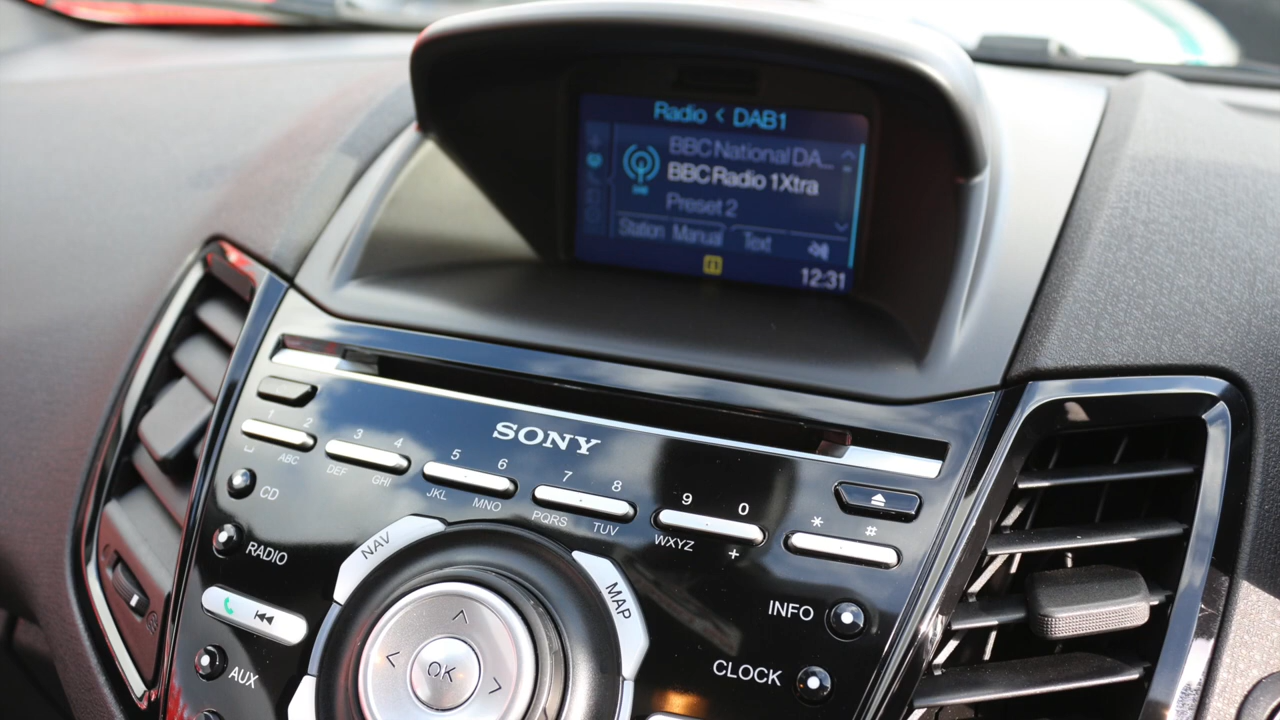 Radio < DAB1
BBC National DA...
BBC Radio 1Xtra
Preset 2
Station Manual Text
12:31
SONY
1 2 3 4 5 6 7 8 9 0 * #
ABC DEF GHI JKL MNO PQRS TUV WXYZ +
CD
RADIO
NAV
MAP
INFO
OK
AUX
CLOCK